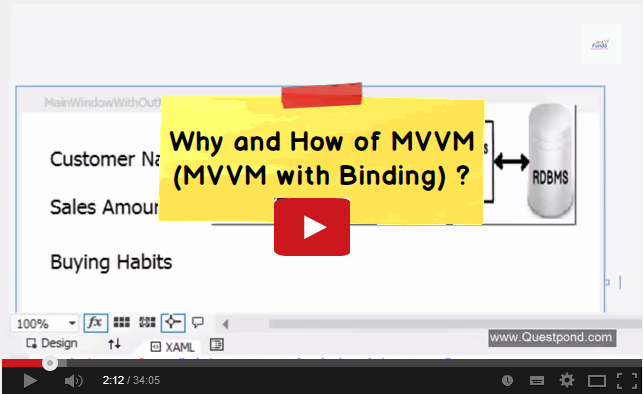 Funda
MainWindowWithOut
Why and How of MVVM
(MVVM with Binding) ?
Customer Na
Sales Amour
Buying Habits
RDBMS
100%
fx
Design
XAML
www.Questpond.com
2:12 / 34:05